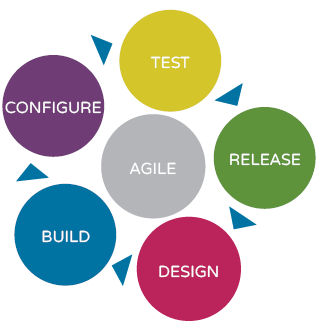 TEST
CONFIGURE
RELEASE
AGILE
BUILD
DESIGN